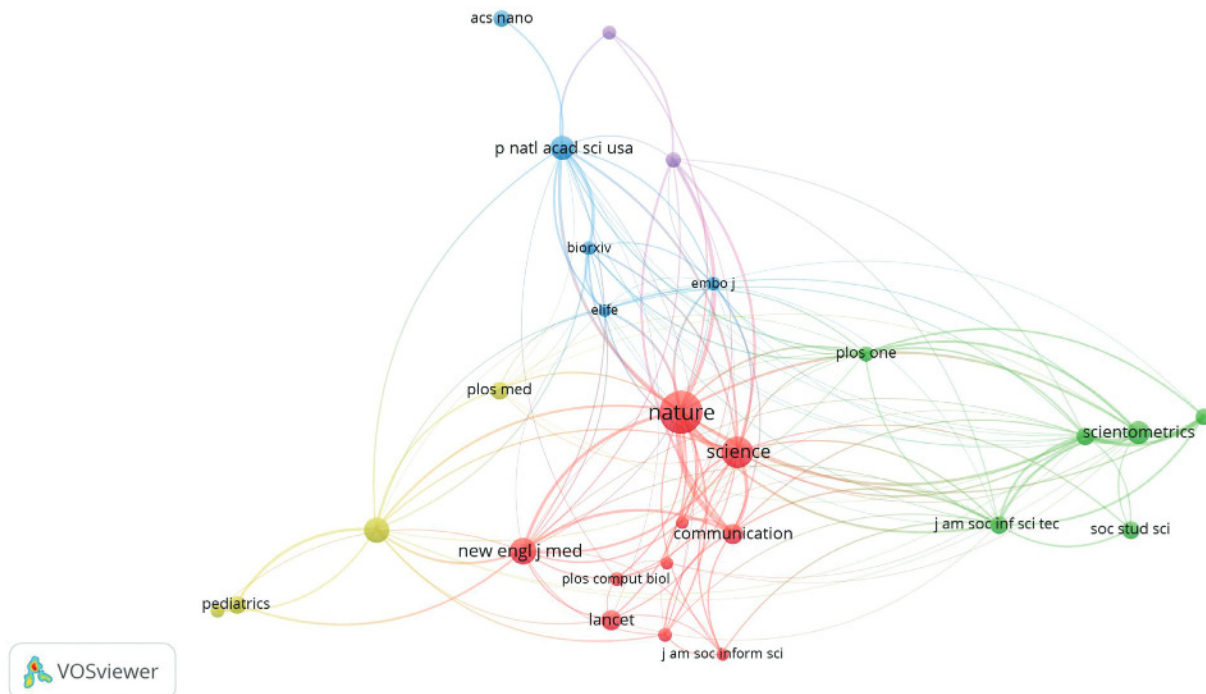 acs nano
p natl acad sci usa
biorxiv
embo j
elife
plos one
plos med
nature
scientometrics
science
j am soc inf sci tec
soc stud sci
communication
new engl j med
plos comput biol
pediatrics
lancet
j am soc inform sci
VOSviewer